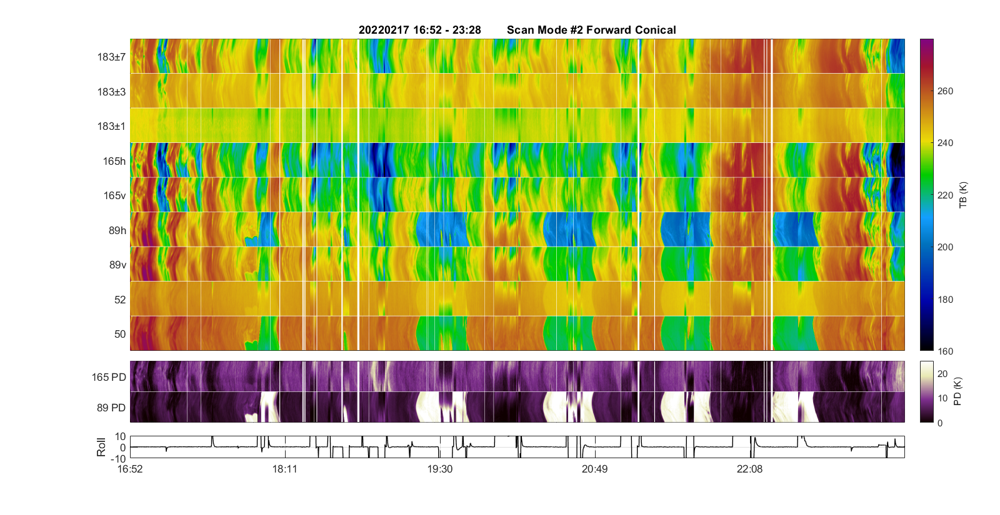 20220217 16:52 - 23:28 Scan Mode #2 Forward Conical
183±7
183±3
183±1
165h
165v
89h
89v
52
50
260
240
220
200
180
160
TB (K)
165 PD
89 PD
20
10
0
PD (K)
Roll
10
0
-10
16:52 18:11 19:30 20:49 22:08